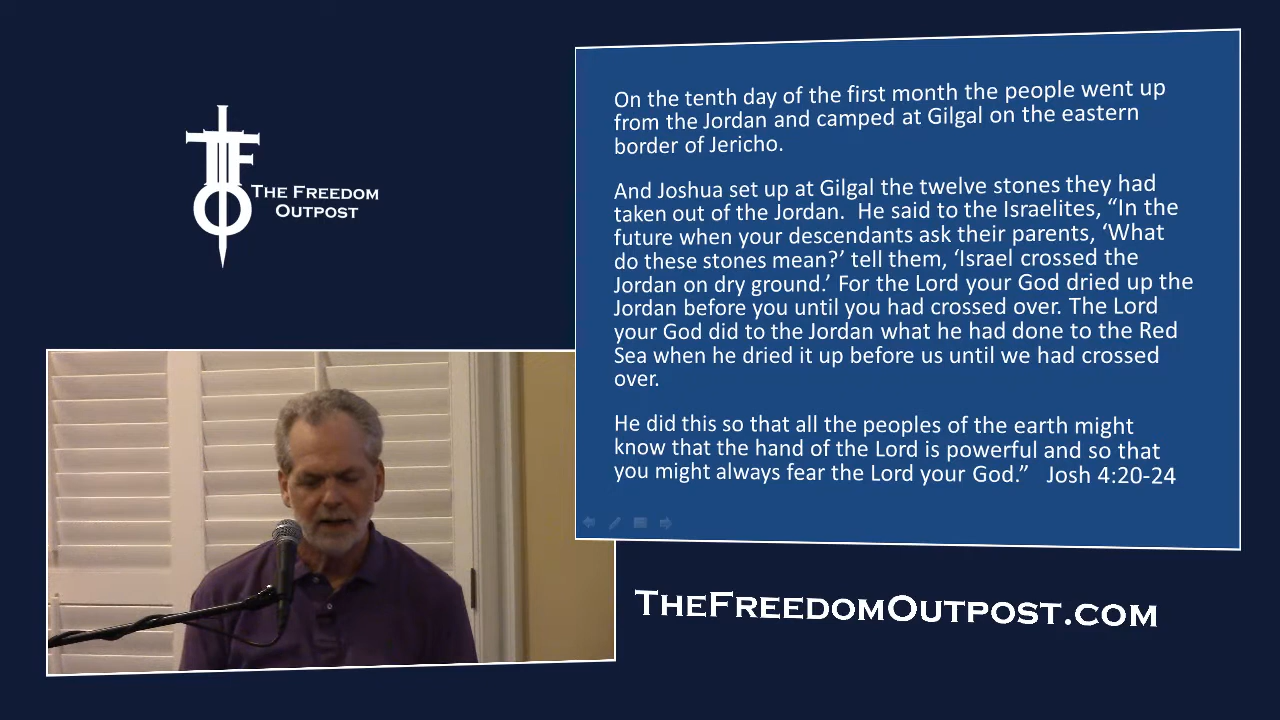 TFO
THE FREEDOM
OUTPOST
On the tenth day of the first month the people went up
from the Jordan and camped at Gilgal on the eastern
border of Jericho.
And Joshua set up at Gilgal the twelve stones they had
taken out of the Jordan.  He said to the Israelites, “In the
future when your descendants ask their parents, ‘What
do these stones mean?’ tell them, ‘Israel crossed the
Jordan on dry ground.’ For the Lord your God dried up the
Jordan before you until you had crossed over. The Lord
your God did to the Jordan what he had done to the Red
Sea when he dried it up before us until we had crossed
over.
He did this so that all the peoples of the earth might
know that the hand of the Lord is powerful and so that
you might always fear the Lord your God.”   Josh 4:20-24
THEFREEDOMOUTPOST.COM